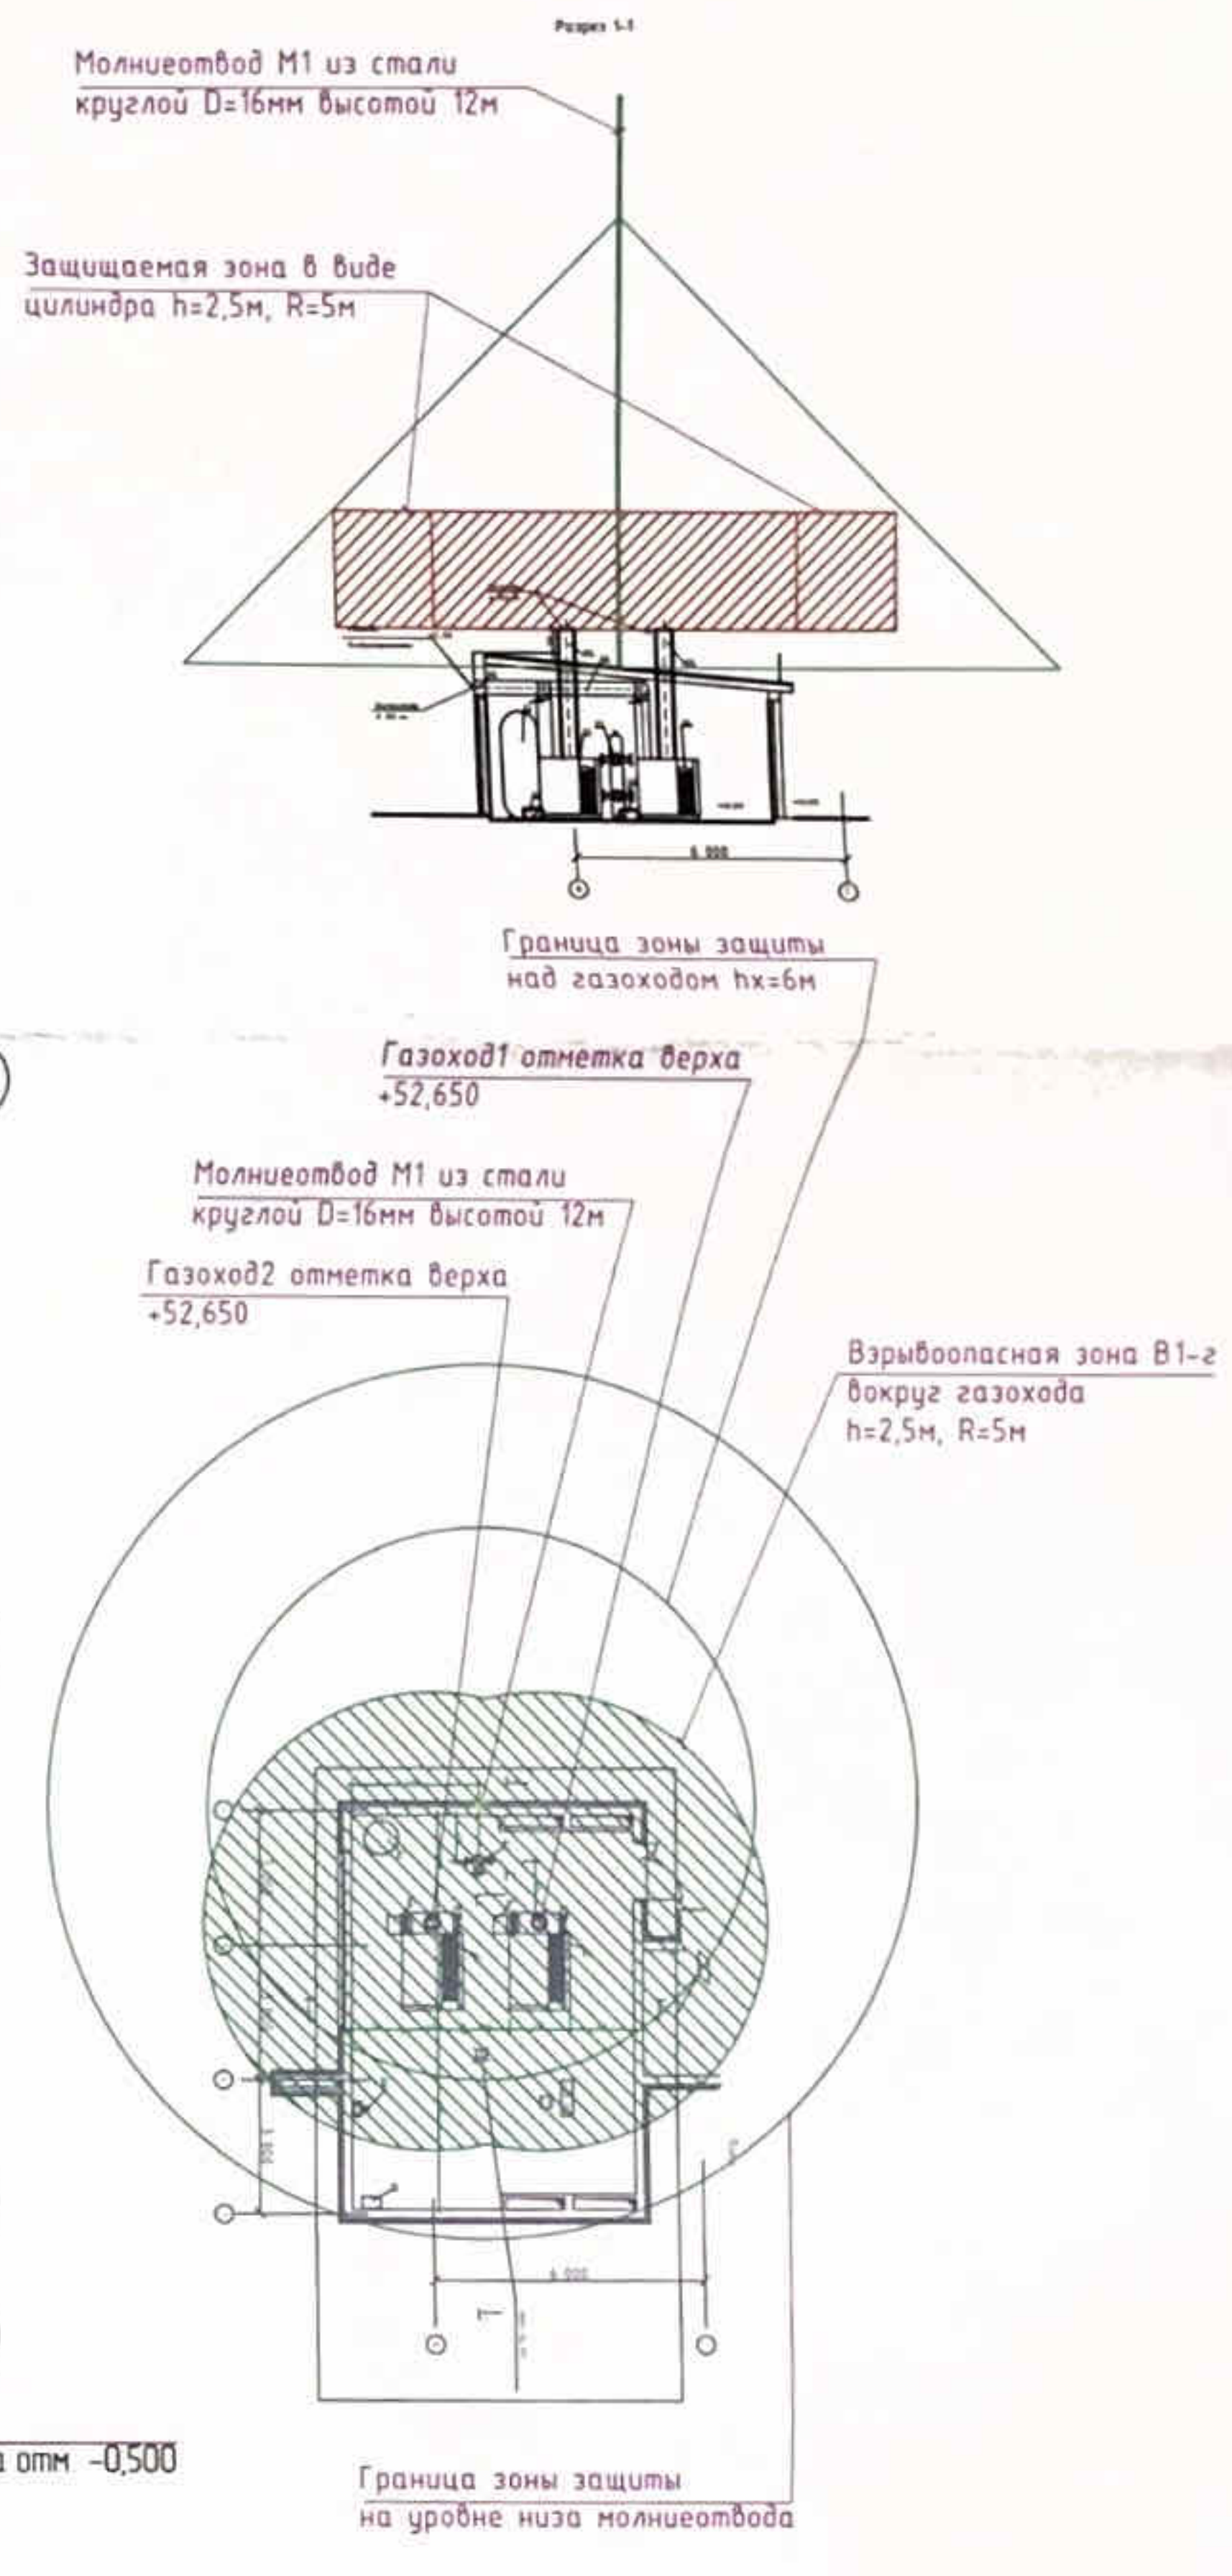 Разрез 1-1
Молниеотвод М1 из стали
круглой D=16мм высотой 12м
Защищаемая зона в виде
цилиндра h=2,5м, R=5м
6 000
Граница зоны защиты
над газоходом hx=6м
Газоход1 отметка верха
+52,650
Молниеотвод М1 из стали
круглой D=16мм высотой 12м
Газоход2 отметка верха
+52,650
Взрывоопасная зона В1-г
вокруг газохода
h=2,5м, R=5м
6 000
отм -0,500
Граница зоны защиты
на уровне низа молниеотвода